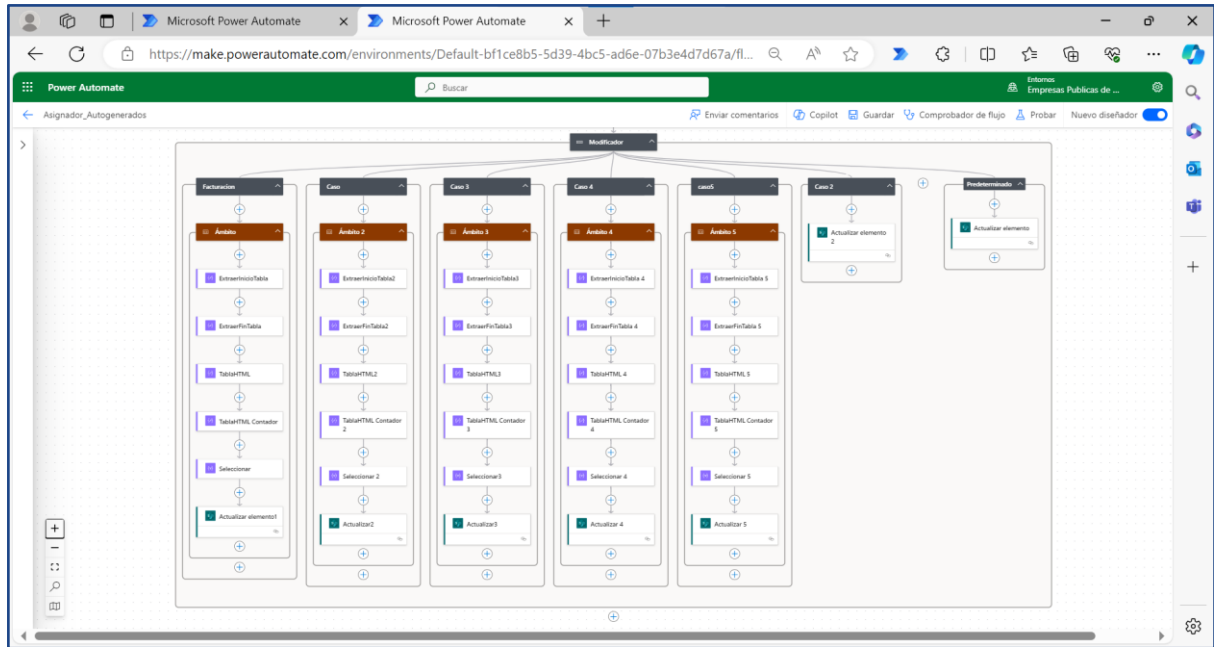 Microsoft Power Automate
Microsoft Power Automate
https://make.powerautomate.com/environments/Default-bf1ce8b5-5d39-4bc5-ad6e-07b3e4d7d67a/fl...
Power Automate
Buscar
Entornos
Empresas Publicas de ...
Asignador_Autogenerados
Enviar comentarios
Copilot
Guardar
Comprobador de flujo
Probar
Nuevo diseñador
Modificador
Facturacion
Caso
Caso 3
Caso 4
caso5
Caso 2
Predeterminado
Ámbito
Ámbito 2
Ámbito 3
Ámbito 4
Ámbito 5
Actualizar elemento
2
Actualizar elemento
ExtraerInicioTabla
ExtraerInicioTabla2
ExtraerInicioTabla3
ExtraerInicioTabla 4
ExtraerInicioTabla 5
ExtraerFinTabla
ExtraerFinTabla2
ExtraerFinTabla3
ExtraerFinTabla 4
ExtraerFinTabla 5
TablaHTML
TablaHTML2
TablaHTML3
TablaHTML 4
TablaHTML 5
TablaHTML Contador
TablaHTML Contador
2
TablaHTML Contador
3
TablaHTML Contador
4
TablaHTML Contador
5
Seleccionar
Seleccionar 2
Seleccionar3
Seleccionar 4
Seleccionar 5
Actualizar elemento1
Actualizar2
Actualizar3
Actualizar 4
Actualizar 5